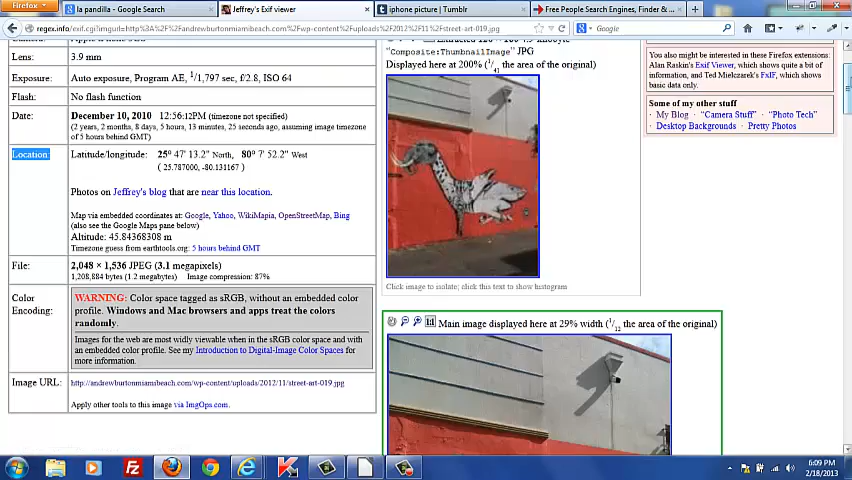 Firefox
la pandilla - Google Search
Jeffrey's Exif viewer
iphone picture | Tumblr
Free People Search Engines, Finder & ...
regex.info/exif.cgi?imgurl=http%3A%2F%2Fandrewburtonmiamibeach.com%2Fwp-content%2Fuploads%2F2012%2F11%2Fstreet-art-019.jpg
Google
Lens: 3.9 mm
Exposure: Auto exposure, Program AE, 1/1,797 sec, f/2.8, ISO 64
Flash: No flash function
Date: December 10, 2010 12:56:12PM (timezone not specified)
(2 years, 2 months, 8 days, 5 hours, 13 minutes, 25 seconds ago, assuming image timezone
of 5 hours behind GMT)
Location: Latitude/longitude: 25° 47' 13.2" North, 80° 7' 52.2" West
( 25.787000, -80.131167 )
Photos on Jeffrey's blog that are near this location.
Map via embedded coordinates at: Google, Yahoo, WikiMapia, OpenStreetMap, Bing
(also see the Google Maps pane below)
Altitude: 45.84368308 m
Timezone guess from earthtools.org: 5 hours behind GMT
File: 2,048 × 1,536 JPEG (3.1 megapixels)
1,208,884 bytes (1.2 megabytes) Image compression: 87%
Color
Encoding:
WARNING: Color space tagged as sRGB, without an embedded color
profile. Windows and Mac browsers and apps treat the colors
randomly.
Images for the web are most widly viewable when in the sRGB color space and with
an embedded color profile. See my Introduction to Digital-Image Color Spaces for
more information.
Image URL: http://andrewburtonmiamibeach.com/wp-content/uploads/2012/11/street-art-019.jpg
Apply other tools to this image via ImgOps.com.
"Composite:ThumbnailImage" JPG
Displayed here at 200% (1/41 the area of the original)
Click image to isolate; click this text to show histogram
1:1 Main image displayed here at 29% width (1/12 the area of the original)
You also might be interested in these Firefox extensions:
Alan Raskin's Exif Viewer, which shows quite a bit of
information, and Ted Mielczarek's FxIF, which shows
basic data only.
Some of my other stuff
· My Blog · "Camera Stuff" · "Photo Tech"
· Desktop Backgrounds · Pretty Photos
6:09 PM
2/18/2013